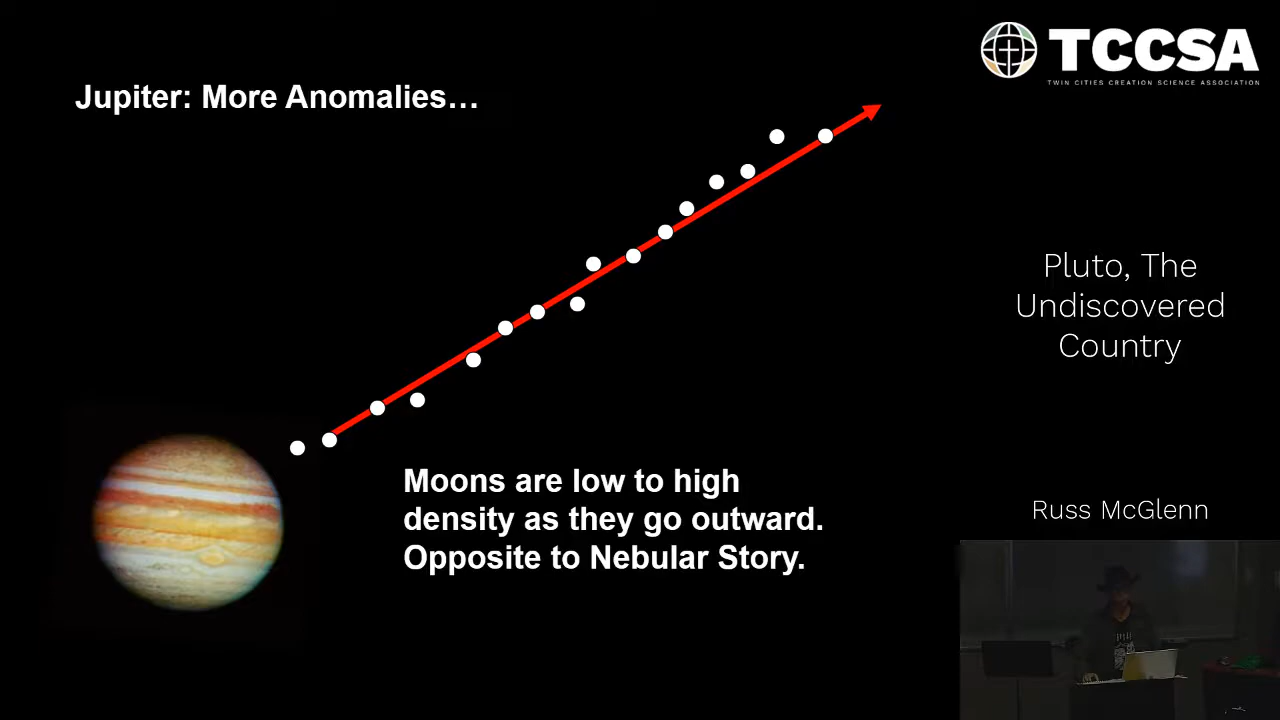 TCCSA
TWIN CITIES CREATION SCIENCE ASSOCIATION
Jupiter: More Anomalies…
Pluto, The
Undiscovered
Country
Moons are low to high
density as they go outward.
Opposite to Nebular Story.
Russ McGlenn